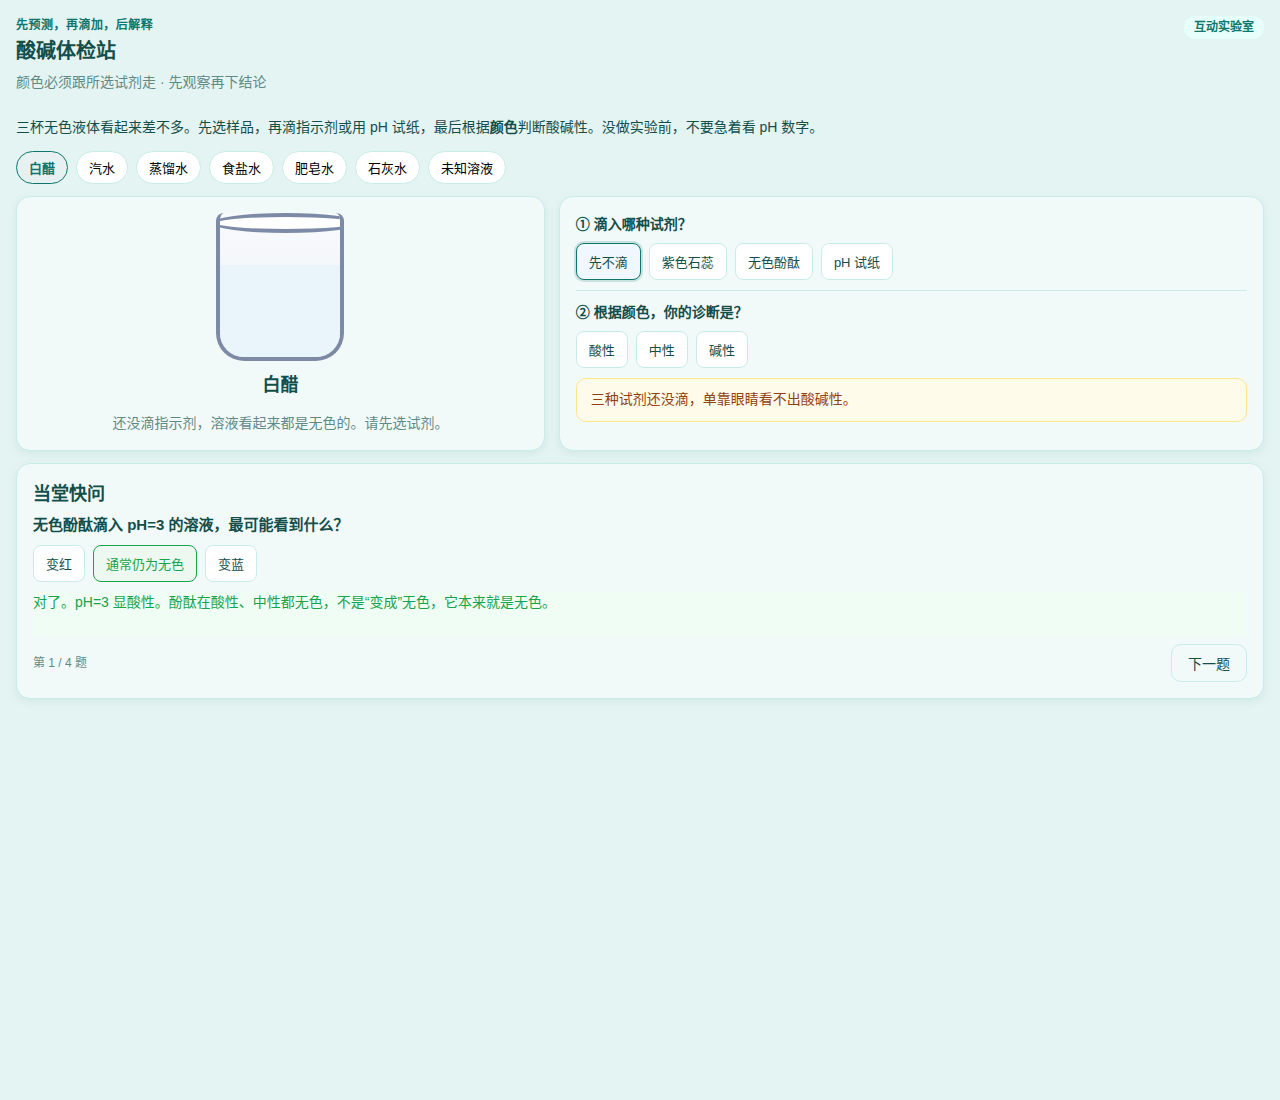 先预测，再滴加，后解释
互动实验室
酸碱体检站
颜色必须跟所选试剂走 · 先观察再下结论
三杯无色液体看起来差不多。先选样品，再滴指示剂或用 pH 试纸，最后根据颜色判断酸碱性。没做实验前，不要急着看 pH 数字。
白醋 汽水 蒸馏水 食盐水 肥皂水 石灰水 未知溶液
白醋
还没滴指示剂，溶液看起来都是无色的。请先选试剂。
① 滴入哪种试剂？
先不滴 紫色石蕊 无色酚酞 pH 试纸
② 根据颜色，你的诊断是？
酸性 中性 碱性
三种试剂还没滴，单靠眼睛看不出酸碱性。
当堂快问
无色酚酞滴入 pH=3 的溶液，最可能看到什么？
变红 通常仍为无色 变蓝
对了。pH=3 显酸性。酚酞在酸性、中性都无色，不是“变成”无色，它本来就是无色。
第 1 / 4 题
下一题